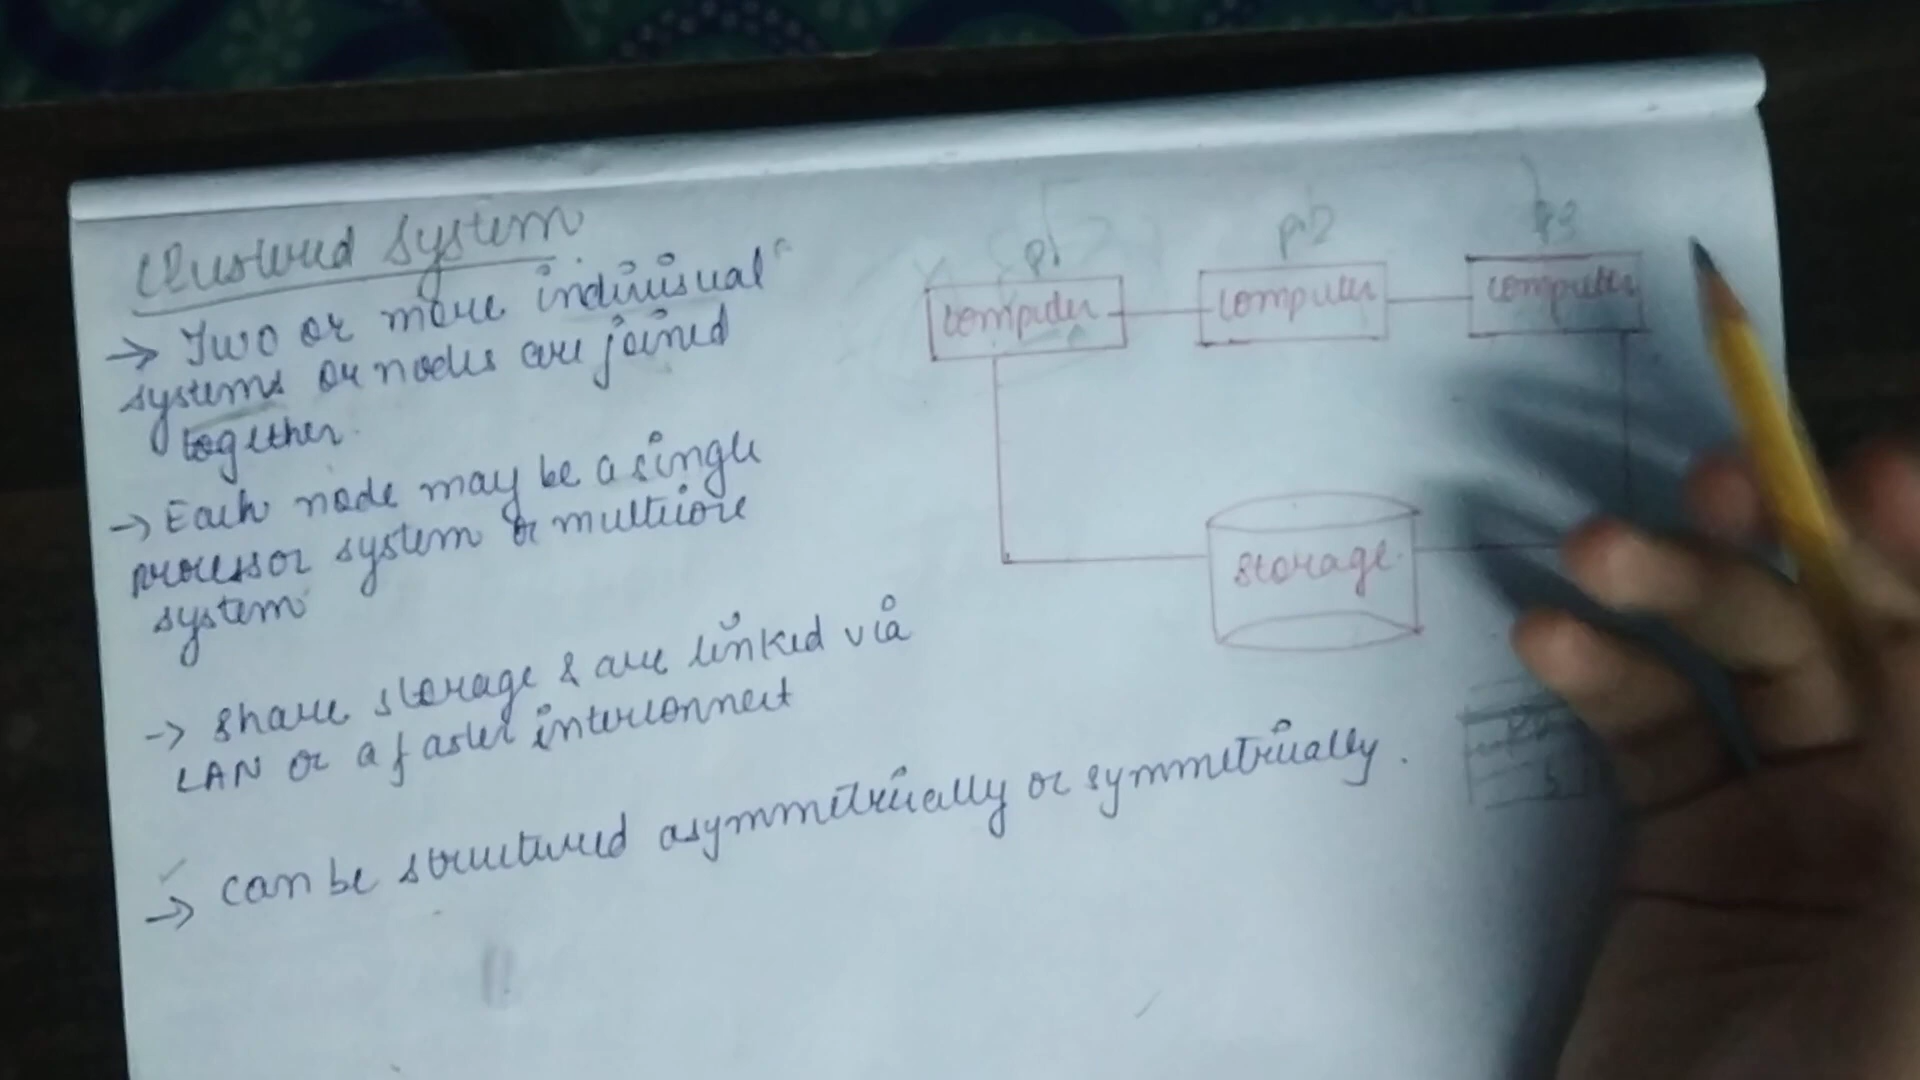 Clustered System
→ Two or more indiviusual
systems or nodes are joined
together.
→ Each node may be a single
processor system or multicore
system
→ share storage & are linked via
LAN or a faster interconnect
→ can be structured asymmetrically or symmetrically.
P1
P2
P3
computer
computer
computer
storage